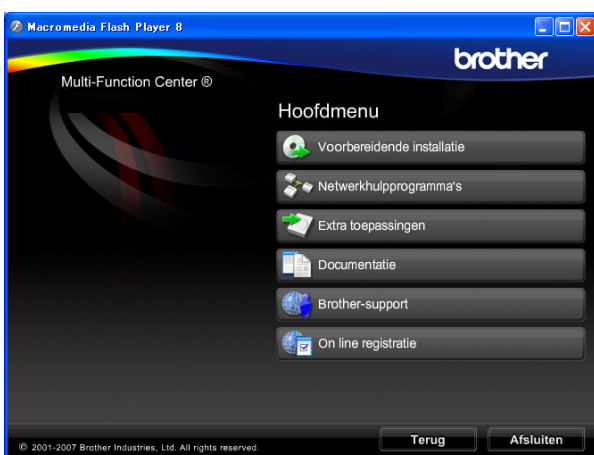 Macromedia Flash Player 8
brother
Multi-Function Center ®
Hoofdmenu
Voorbereidende installatie
Netwerkhulpprogramma's
Extra toepassingen
Documentatie
Brother-support
On line registratie
© 2001-2007 Brother Industries, Ltd. All rights reserved.
Terug
Afsluiten